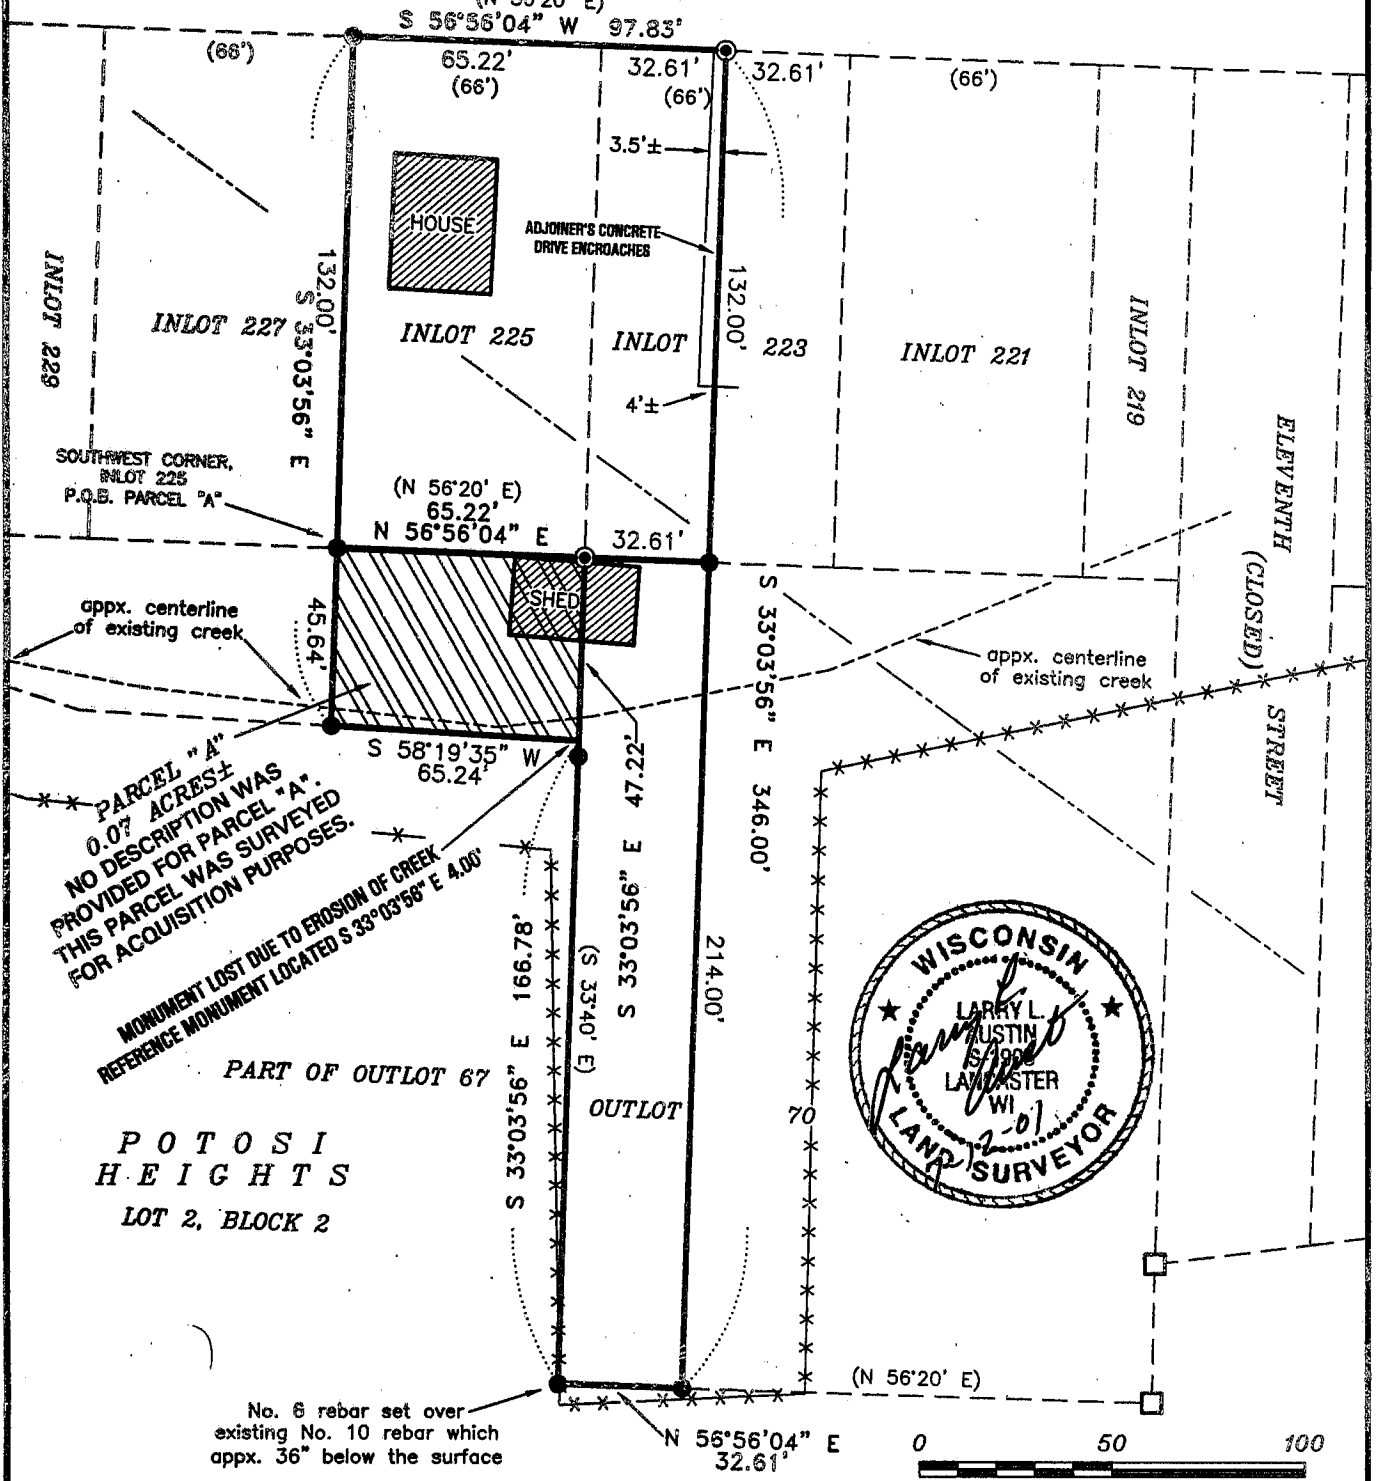 S 56°56'04" W 97.83'
(66')
65.22'
(66')
32.61'
(66')
32.61'
(66')
3.5'±
HOUSE
ADJOINER'S CONCRETE
DRIVE ENCROACHES
132.00'
S 33°03'56" E
132.00'
INLOT 229
INLOT 227
INLOT 225
INLOT 223
INLOT 221
INLOT 219
4'±
ELEVENTH
(CLOSED)
STREET
SOUTHWEST CORNER,
INLOT 225
P.O.B. PARCEL "A"
(N 56°20' E)
65.22'
N 56°56'04" E
32.61'
SHED
appx. centerline
of existing creek
45.64'
S 33°03'56" E 346.00'
appx. centerline
of existing creek
S 58°19'35" W
65.24'
S 33°03'56" E 47.22'
PARCEL "A"
0.07 ACRES±
NO DESCRIPTION WAS
PROVIDED FOR PARCEL "A".
THIS PARCEL WAS SURVEYED
FOR ACQUISITION PURPOSES.
MONUMENT LOST DUE TO EROSION OF CREEK
REFERENCE MONUMENT LOCATED S 33°03'56" E 4.00'
S 33°03'56" E 166.78'
(S 33°40' E)
214.00'
WISCONSIN
LARRY L.
AUSTIN
LANCASTER
WI
LAND SURVEYOR
PART OF OUTLOT 67
OUTLOT 70
POTOSI
HEIGHTS
LOT 2, BLOCK 2
No. 6 rebar set over
existing No. 10 rebar which
appx. 36" below the surface
N 56°56'04" E
32.61'
(N 56°20' E)
0 50 100